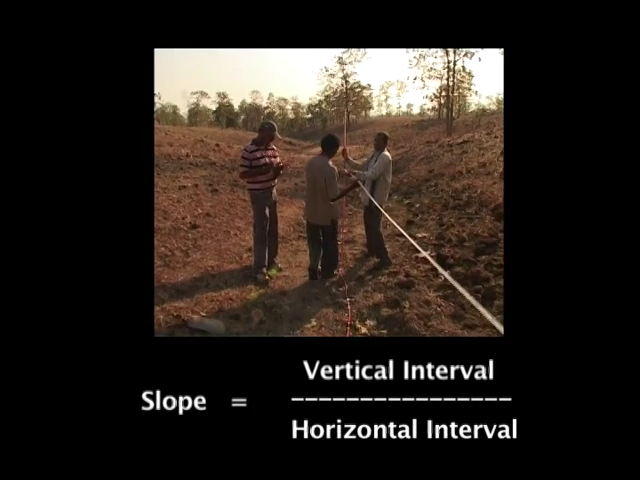 Vertical Interval
Slope = ----------------
Horizontal Interval